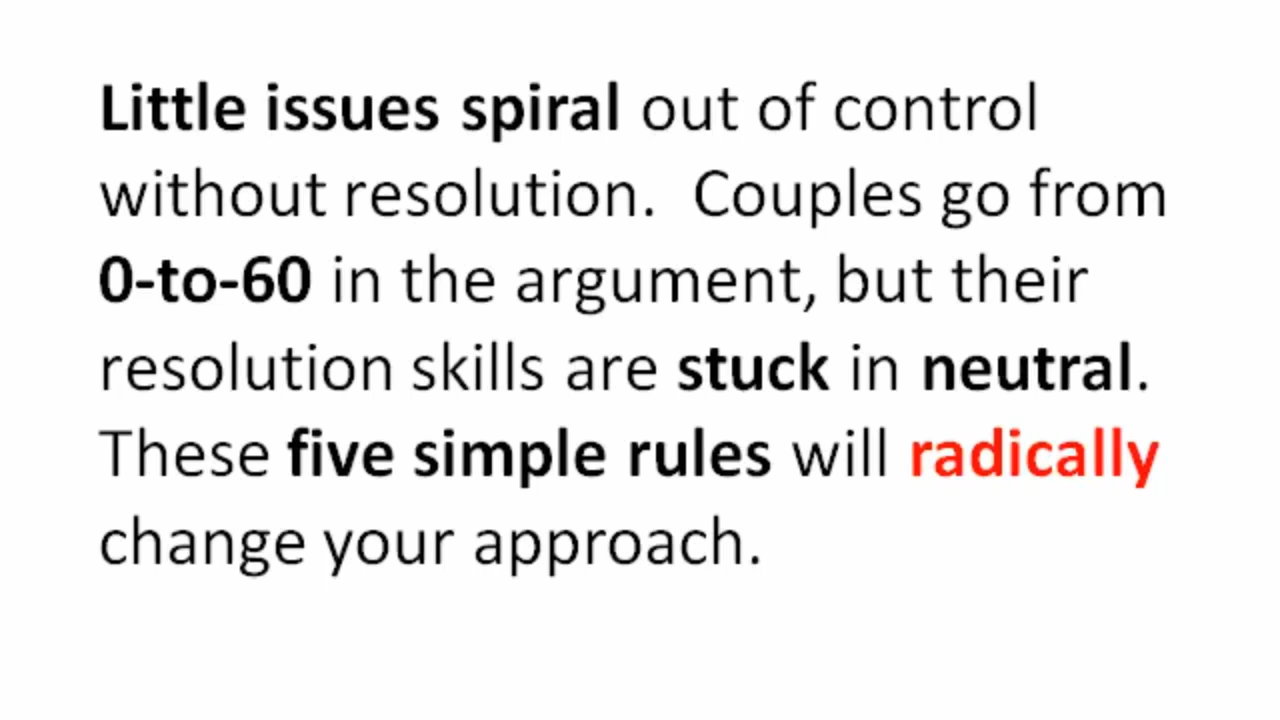 Little issues spiral out of control
without resolution.  Couples go from
0-to-60 in the argument, but their
resolution skills are stuck in neutral.
These five simple rules will radically
change your approach.